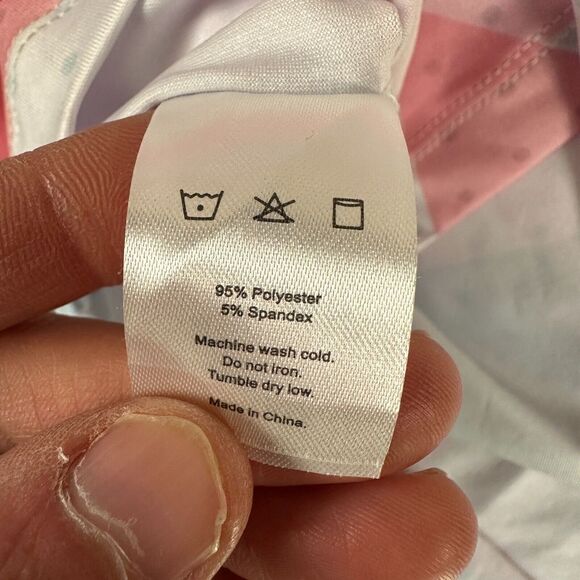 95% Polyester
5% Spandex
Machine wash cold.
Do not iron.
Tumble dry low.
Made in China.